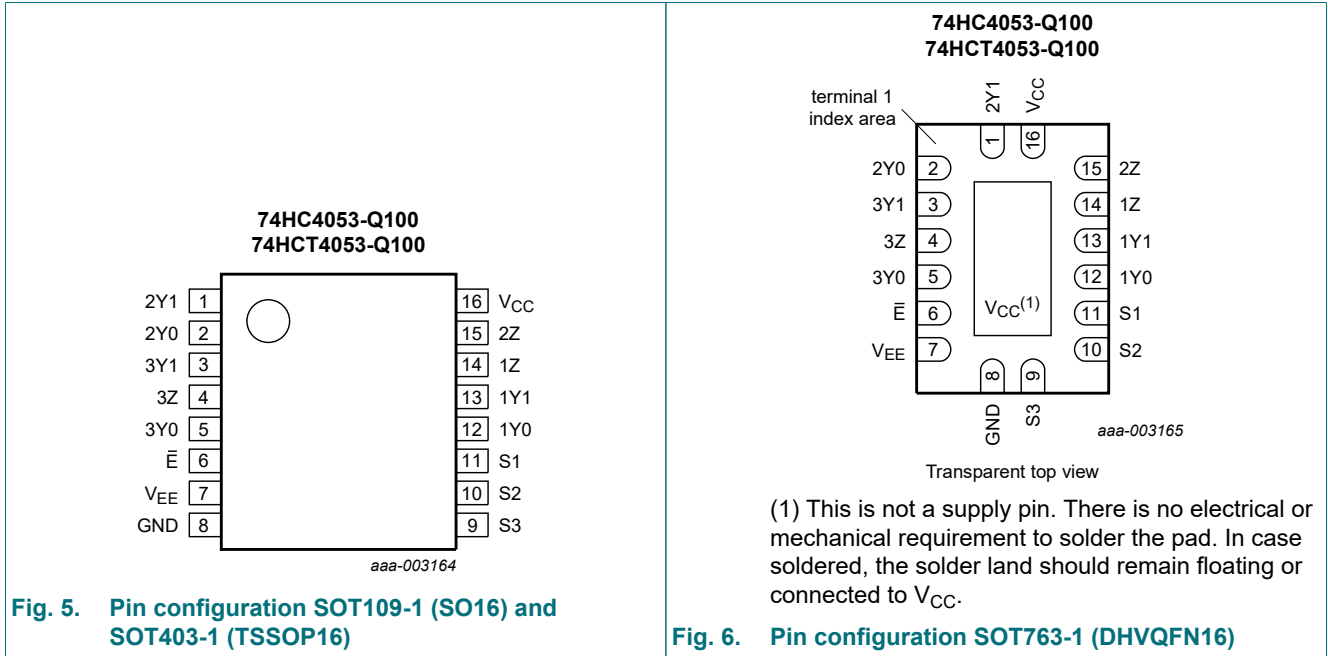 74HC4053-Q100
74HCT4053-Q100
2Y1 1
2Y0 2
3Y1 3
3Z 4
3Y0 5
Ē 6
VEE 7
GND 8
16 VCC
15 2Z
14 1Z
13 1Y1
12 1Y0
11 S1
10 S2
9 S3
aaa-003164
Fig. 5. Pin configuration SOT109-1 (SO16) and
SOT403-1 (TSSOP16)
74HC4053-Q100
74HCT4053-Q100
terminal 1
index area
2Y1
VCC
1
16
2Y0 2
3Y1 3
3Z 4
3Y0 5
Ē 6
VEE 7
VCC(1)
15 2Z
14 1Z
13 1Y1
12 1Y0
11 S1
10 S2
8
9
GND
S3
aaa-003165
Transparent top view
(1) This is not a supply pin. There is no electrical or
mechanical requirement to solder the pad. In case
soldered, the solder land should remain floating or
connected to VCC.
Fig. 6. Pin configuration SOT763-1 (DHVQFN16)